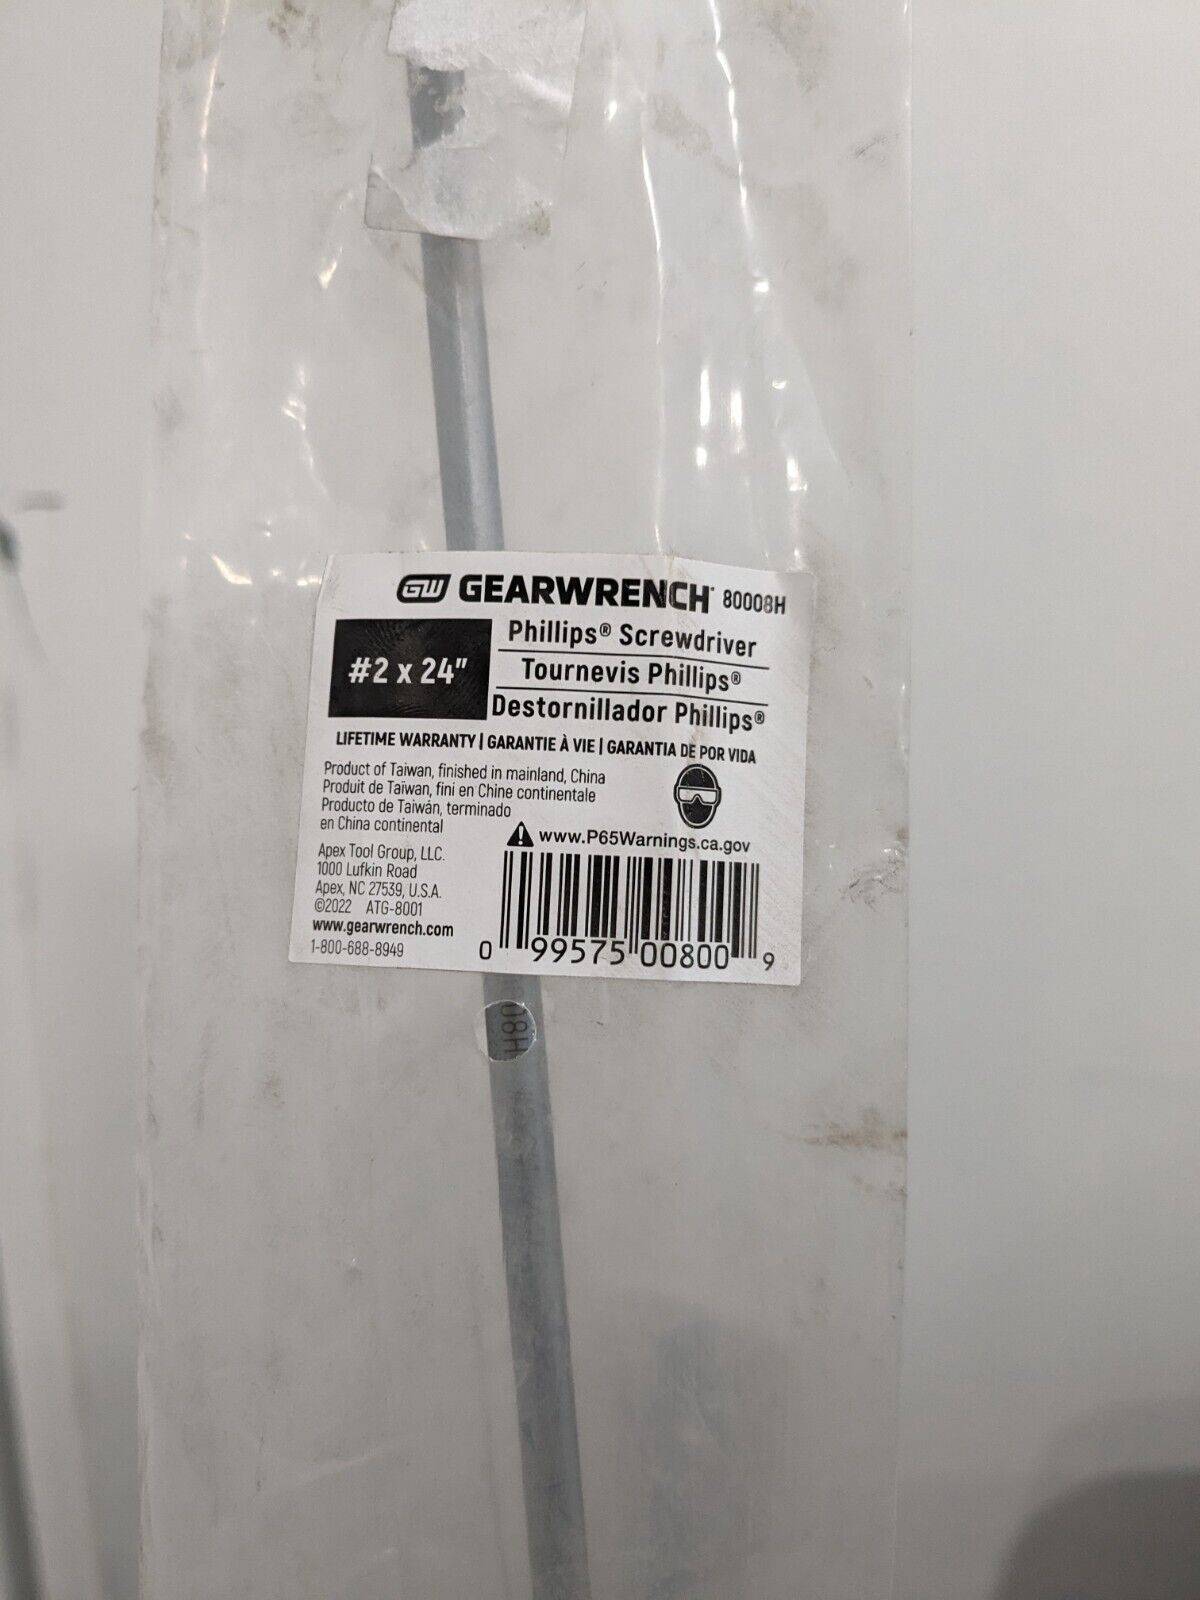 GW GEARWRENCH 80008H
#2 x 24"
Phillips® Screwdriver
Tournevis Phillips®
Destornillador Phillips®
LIFETIME WARRANTY | GARANTIE À VIE | GARANTIA DE POR VIDA
Product of Taiwan, finished in mainland, China
Produit de Taïwan, fini en Chine continentale
Producto de Taiwán, terminado
en China continental
www.P65Warnings.ca.gov
Apex Tool Group, LLC.
1000 Lufkin Road
Apex, NC 27539, U.S.A.
©2022 ATG-8001
www.gearwrench.com
1-800-688-8949
0 99575 00800 9
08H